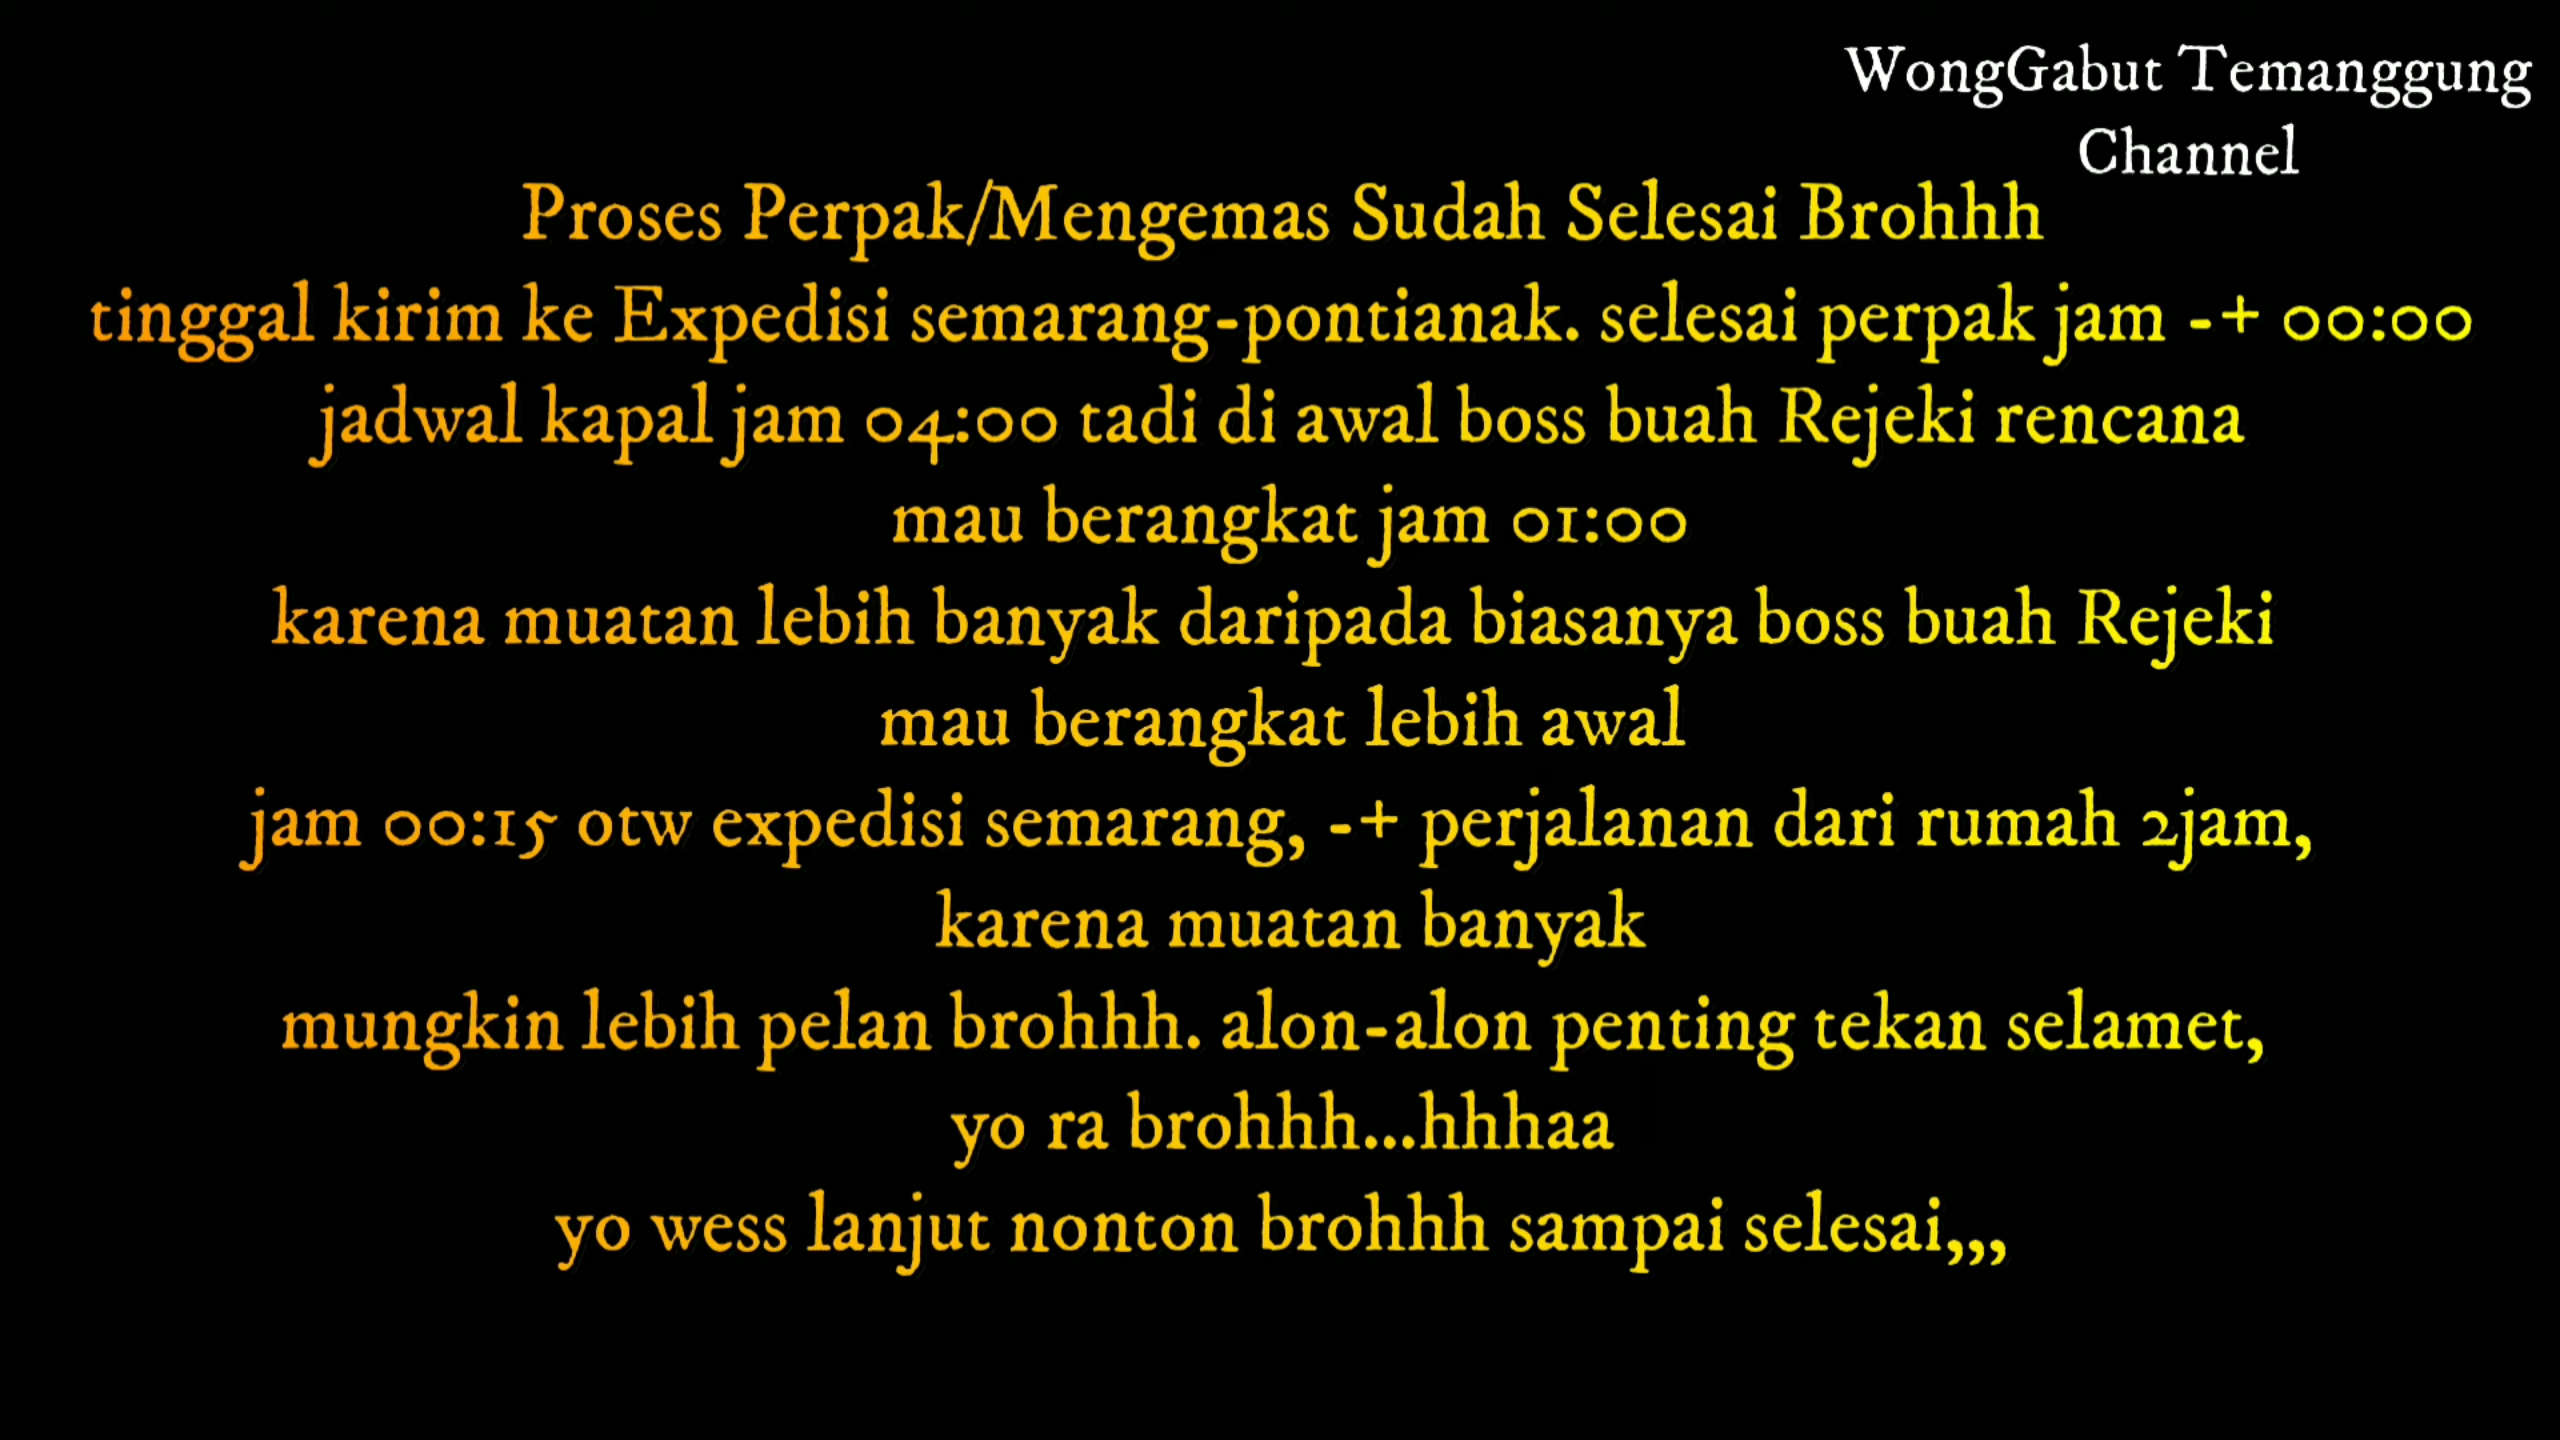 WongGabut Temanggung
Channel
Proses Perpak/Mengemas Sudah Selesai Brohhh
tinggal kirim ke Expedisi semarang-pontianak. selesai perpak jam -+ 00:00
jadwal kapal jam 04:00 tadi di awal boss buah Rejeki rencana
mau berangkat jam 01:00
karena muatan lebih banyak daripada biasanya boss buah Rejeki
mau berangkat lebih awal
jam 00:15 otw expedisi semarang, -+ perjalanan dari rumah 2jam,
karena muatan banyak
mungkin lebih pelan brohhh. alon-alon penting tekan selamet,
yo ra brohhh...hhhaa
yo wess lanjut nonton brohhh sampai selesai,,,